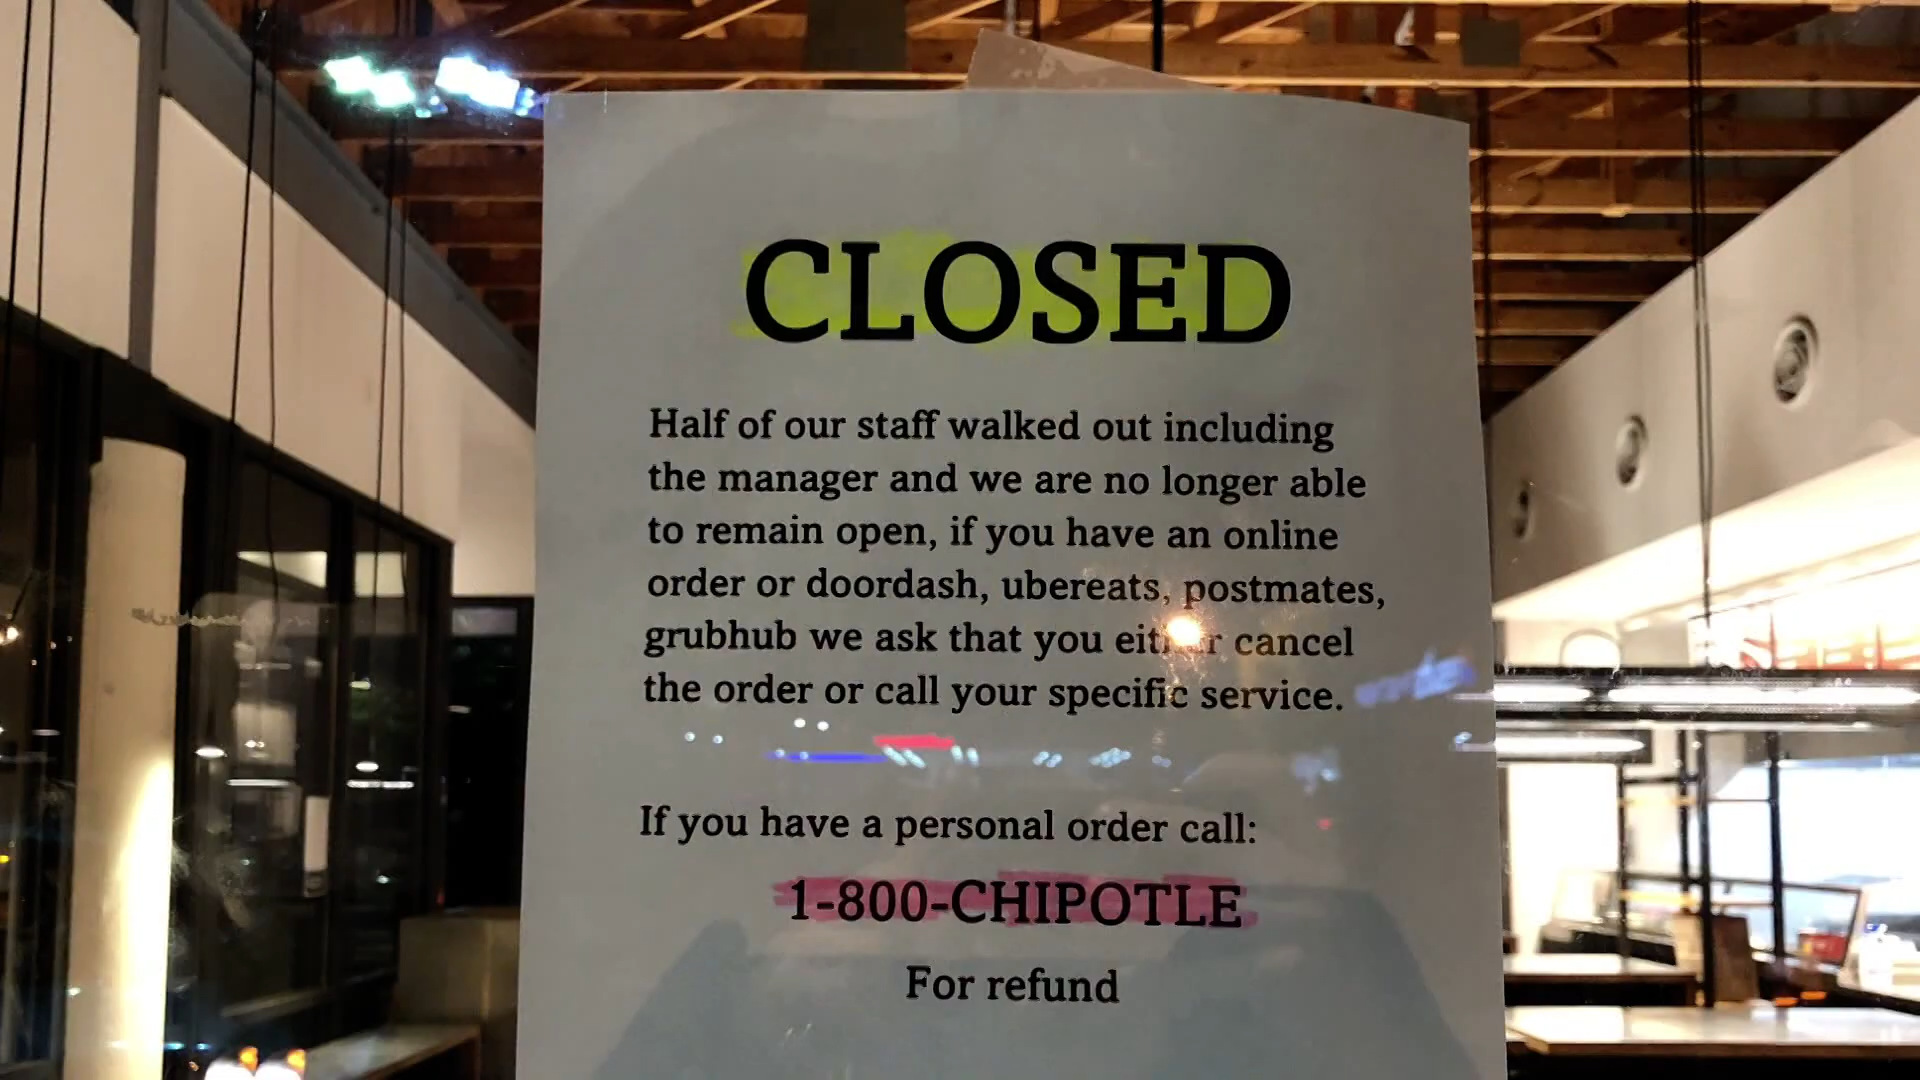 CLOSED
Half of our staff walked out including
the manager and we are no longer able
to remain open, if you have an online
order or doordash, ubereats, postmates,
grubhub we ask that you either cancel
the order or call your specific service.
If you have a personal order call:
1-800-CHIPOTLE
For refund